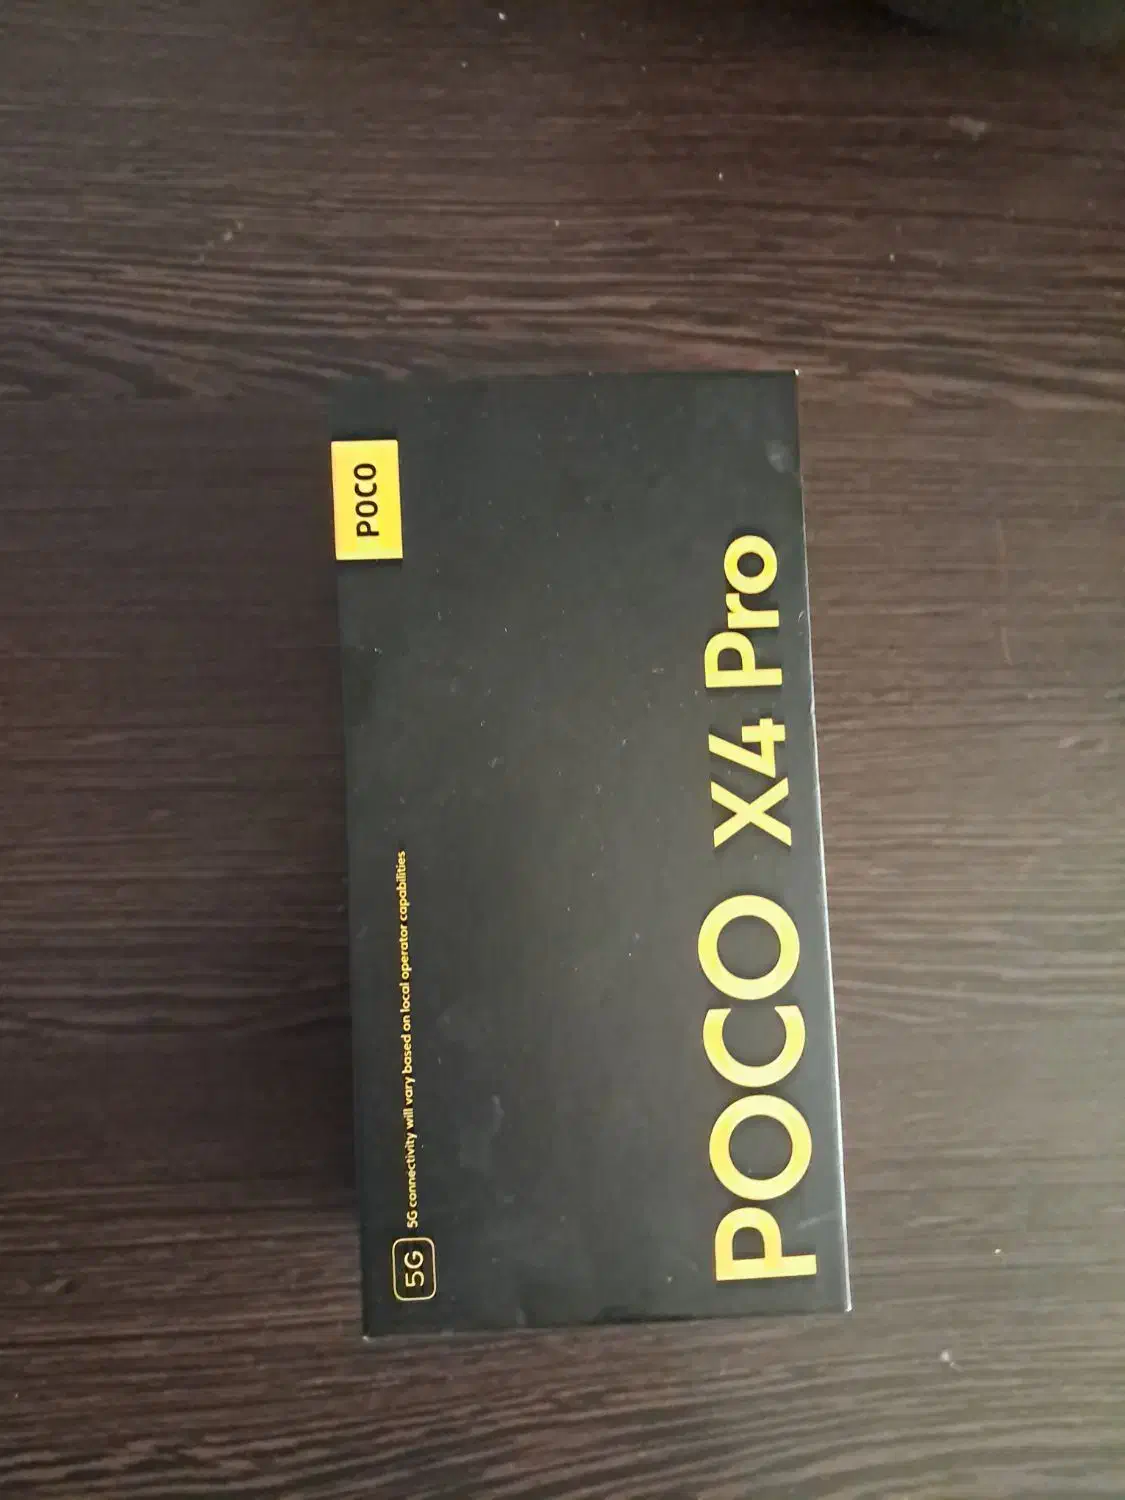 5G 5G connectivity will vary based on local operator capabilities
POCO
POCO X4 Pro